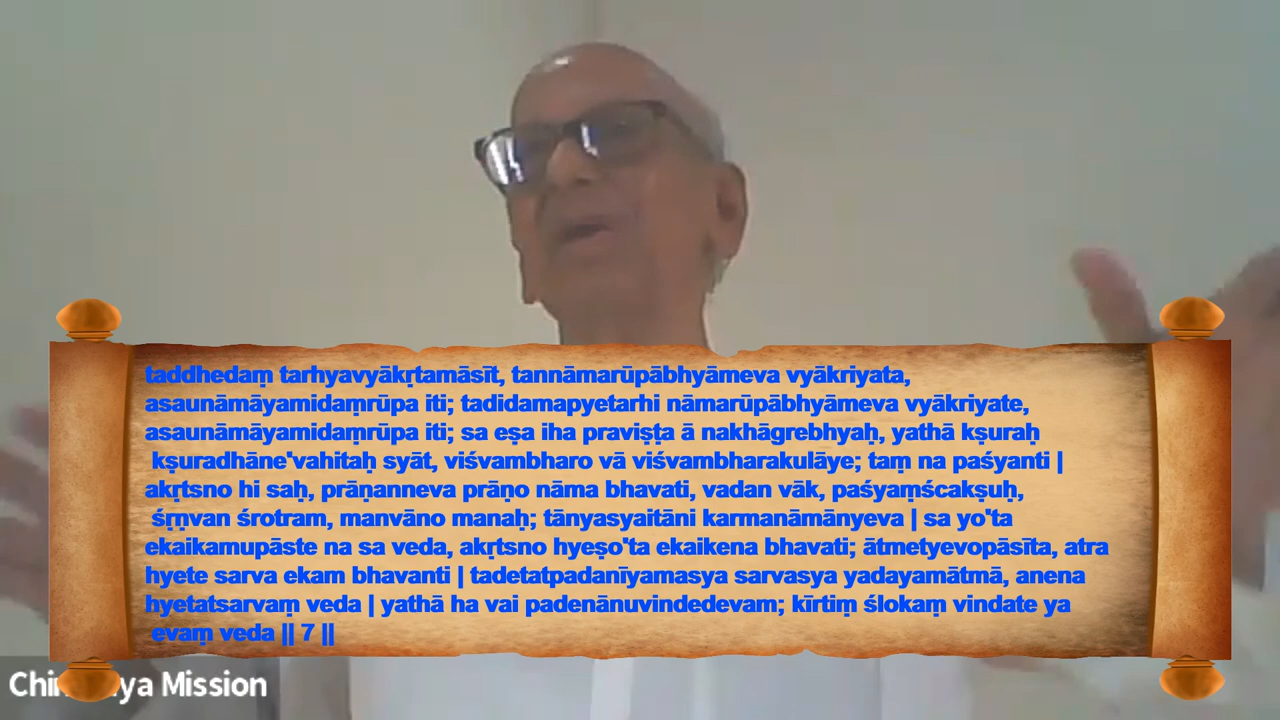 taddhedaṃ tarhyavyākṛtamāsīt, tannāmarūpābhyāmeva vyākriyata,
asaunāmāyamidaṃrūpa iti; tadidamapyetarhi nāmarūpābhyāmeva vyākriyate,
asaunāmāyamidaṃrūpa iti; sa eṣa iha praviṣṭa ā nakhāgrebhyaḥ, yathā kṣuraḥ
kṣuradhāne'vahitaḥ syāt, viśvambharo vā viśvambharakulāye; taṃ na paśyanti |
akṛtsno hi saḥ, prāṇanneva prāṇo nāma bhavati, vadan vāk, paśyaṃścakṣuḥ,
śṛṇvan śrotram, manvāno manaḥ; tānyasyaitāni karmanāmānyeva | sa yo'ta
ekaikamupāste na sa veda, akṛtsno hyeṣo'ta ekaikena bhavati; ātmetyevopāsīta, atra
hyete sarva ekam bhavanti | tadetatpadanīyamasya sarvasya yadayamātmā, anena
hyetatsarvaṃ veda | yathā ha vai padenānuvindedevam; kīrtiṃ ślokaṃ vindate ya
evaṃ veda || 7 ||
Mission